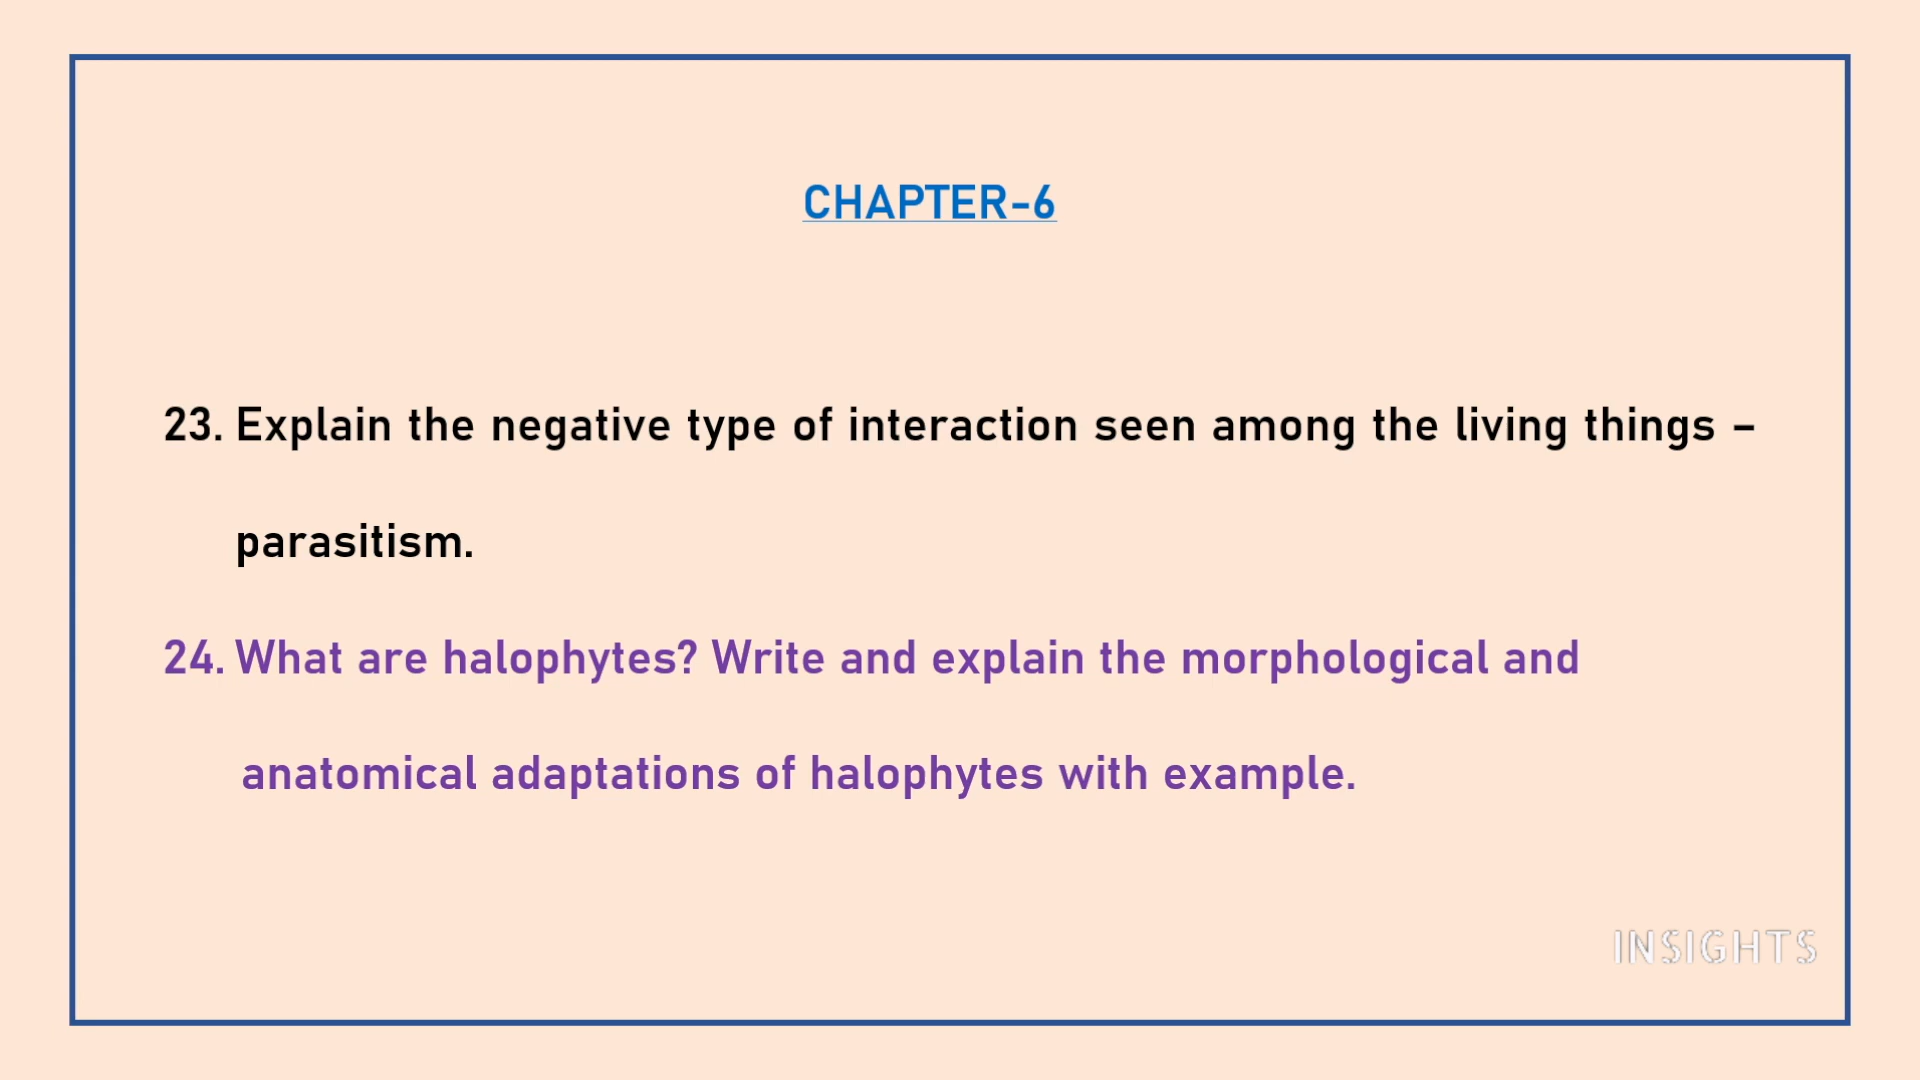 CHAPTER-6
23. Explain the negative type of interaction seen among the living things –
parasitism.
24. What are halophytes? Write and explain the morphological and
anatomical adaptations of halophytes with example.
INSIGHTS